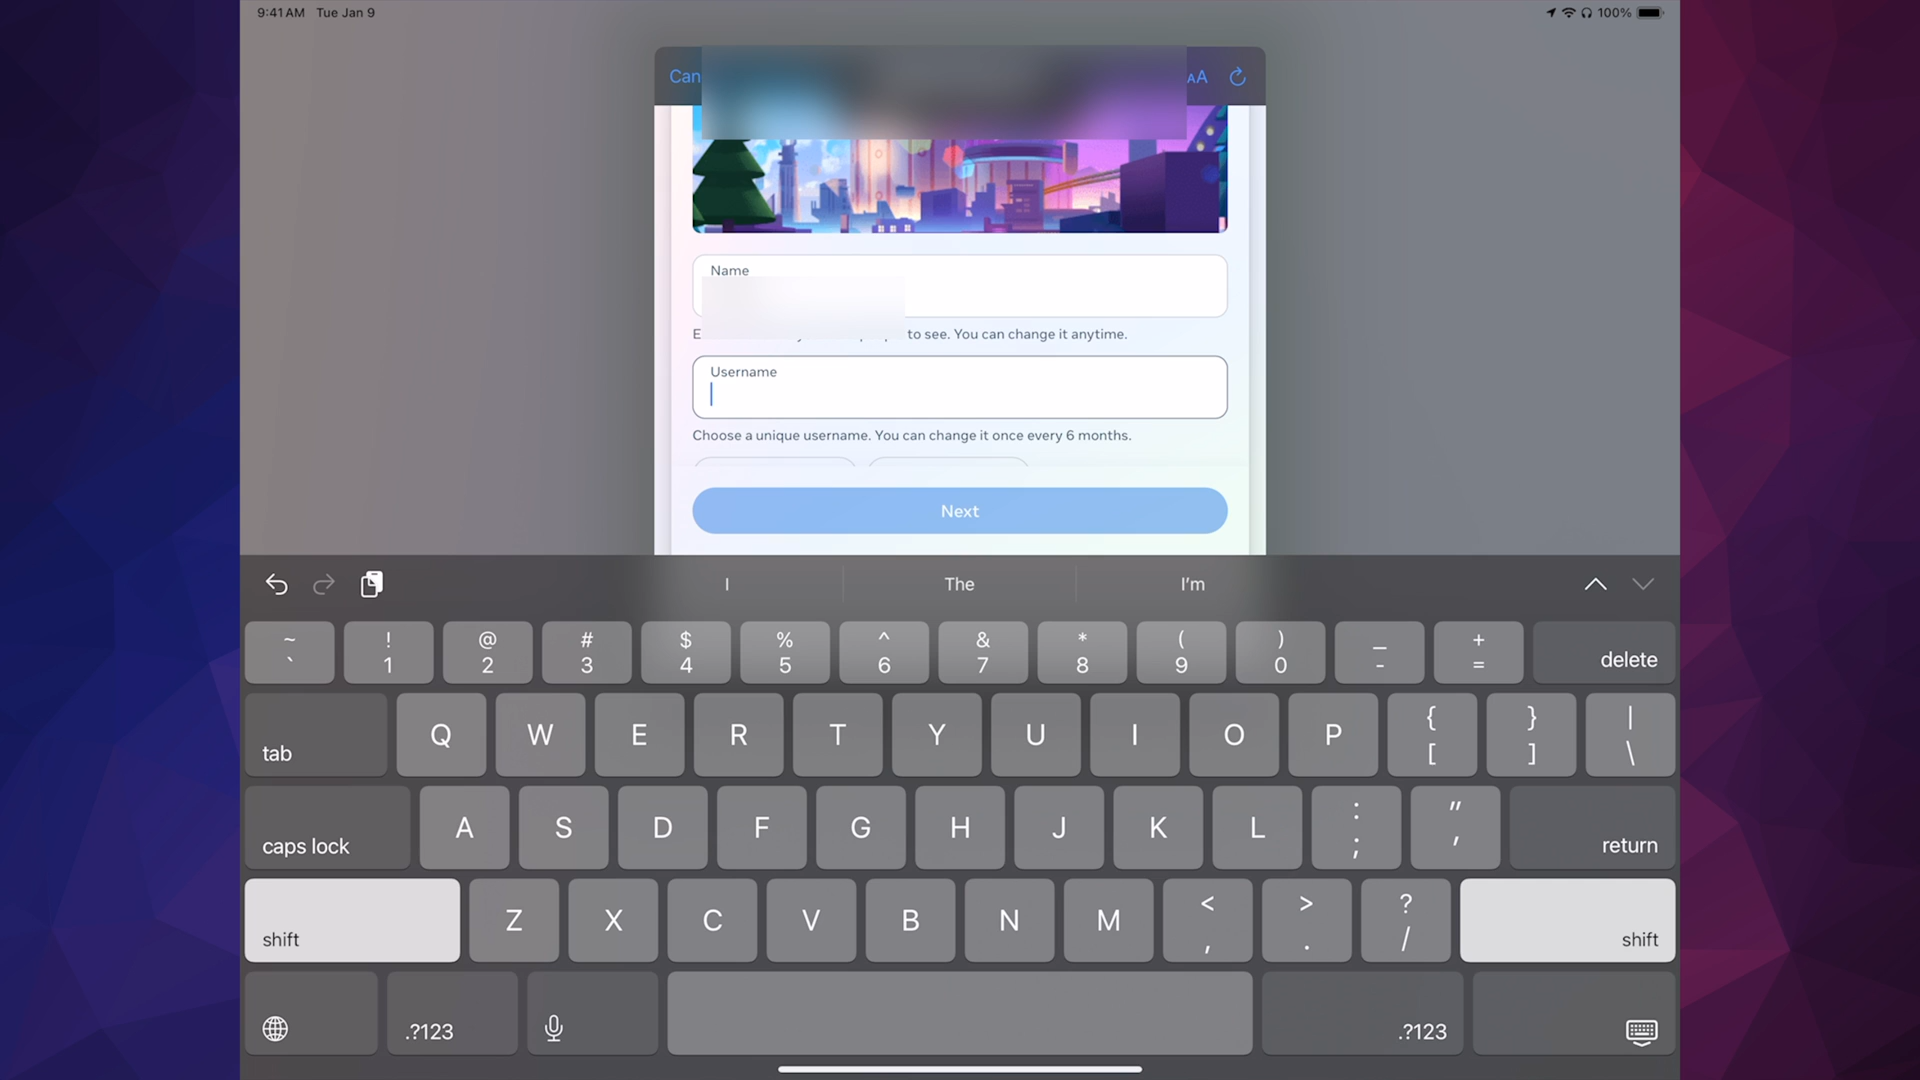 9:41 AM Tue Jan 9
100%
Can
AA
Name
to see. You can change it anytime.
Username
Choose a unique username. You can change it once every 6 months.
Next
I The I'm
~ ` ! 1 @ 2 # 3 $ 4 % 5 ^ 6 & 7 * 8 ( 9 ) 0 _ - + = delete
tab Q W E R T Y U I O P { [ } ] | \
caps lock A S D F G H J K L : ; " ' return
shift Z X C V B N M < , > . ? / shift
.?123 .?123